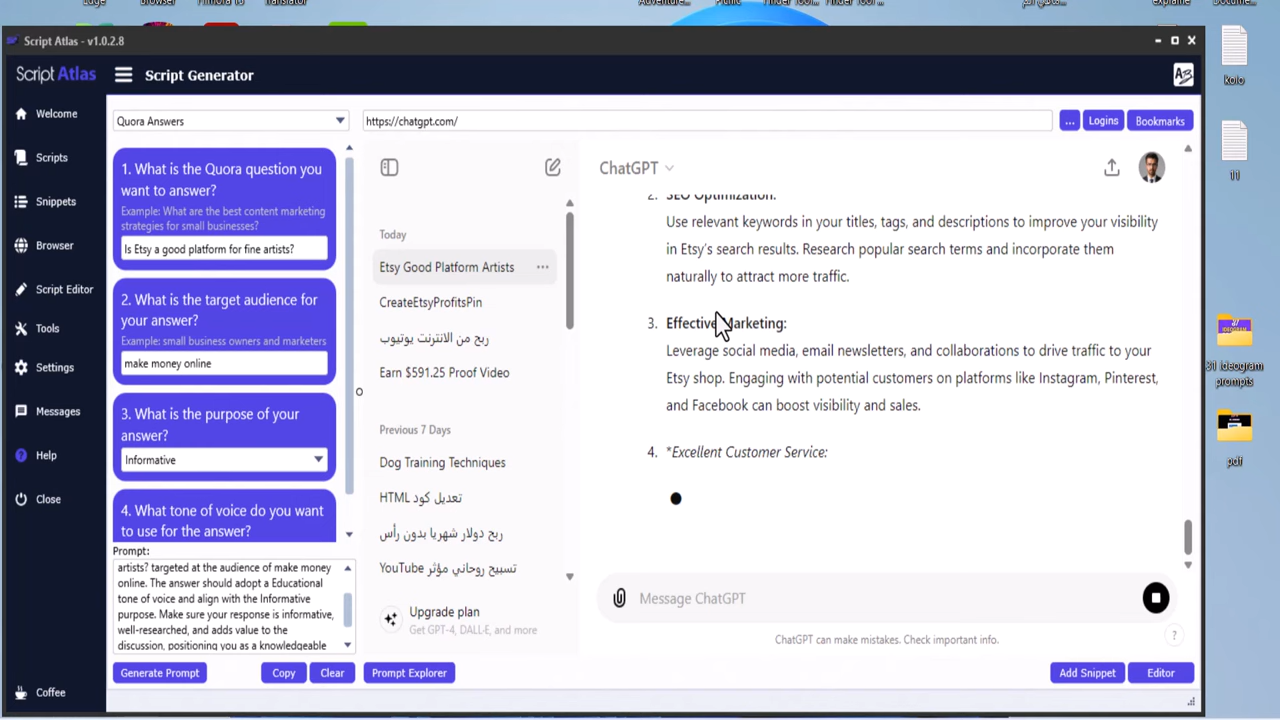 Edge
Browser
Translator
Script Atlas - v1.0.2.8
Script Atlas
Script Generator
Welcome
Scripts
Snippets
Browser
Script Editor
Tools
Settings
Messages
Help
Close
Coffee
Quora Answers
https://chatgpt.com/
...
Logins
Bookmarks
1. What is the Quora question you
want to answer?
Example: What are the best content marketing
strategies for small businesses?
Is Etsy a good platform for fine artists?
2. What is the target audience for
your answer?
Example: small business owners and marketers
make money online
3. What is the purpose of your
answer?
Informative
4. What tone of voice do you want
to use for the answer?
Prompt:
artists? targeted at the audience of make money
online. The answer should adopt a Educational
tone of voice and align with the Informative
purpose. Make sure your response is informative,
well-researched, and adds value to the
discussion, positioning you as a knowledgeable
Generate Prompt
Copy
Clear
Prompt Explorer
Add Snippet
Editor
Today
Etsy Good Platform Artists
CreateEtsyProfitsPin
ربح من الانترنت يوتيوب
Earn $591.25 Proof Video
Previous 7 Days
Dog Training Techniques
تعديل كود HTML
ربح دولار شهريا بدون رأس
تسبيح روحاني مؤثر YouTube
Upgrade plan
Get GPT-4, DALL·E, and more
ChatGPT
2. SEO Optimization:
Use relevant keywords in your titles, tags, and descriptions to improve your visibility
in Etsy's search results. Research popular search terms and incorporate them
naturally to attract more traffic.
3. Effective Marketing:
Leverage social media, email newsletters, and collaborations to drive traffic to your
Etsy shop. Engaging with potential customers on platforms like Instagram, Pinterest,
and Facebook can boost visibility and sales.
4. *Excellent Customer Service:
Message ChatGPT
ChatGPT can make mistakes. Check important info.
?
kolo
11
31 Ideogram
prompts
pdf